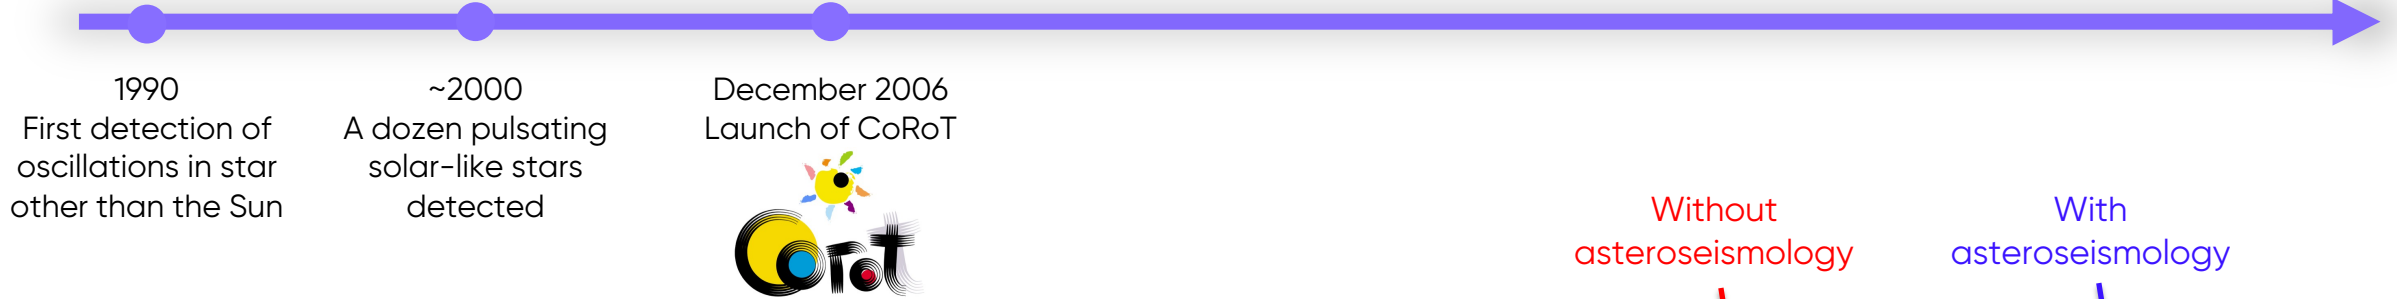 1990
First detection of
oscillations in star
other than the Sun
~2000
A dozen pulsating
solar-like stars
detected
December 2006
Launch of CoRoT
CoroT
Without
asteroseismology
With
asteroseismology